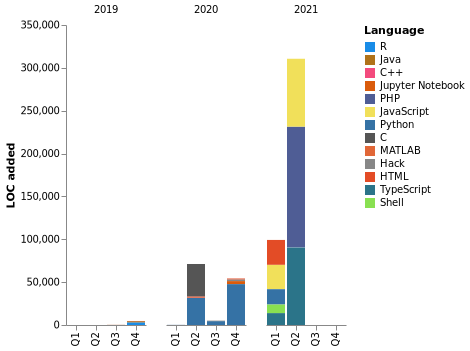 2019 2020 2021
Language
R
Java
C++
Jupyter Notebook
PHP
JavaScript
Python
C
MATLAB
Hack
HTML
TypeScript
Shell
LOC added
350,000
300,000
250,000
200,000
150,000
100,000
50,000
0
Q1 Q2 Q3 Q4 Q1 Q2 Q3 Q4 Q1 Q2 Q3 Q4